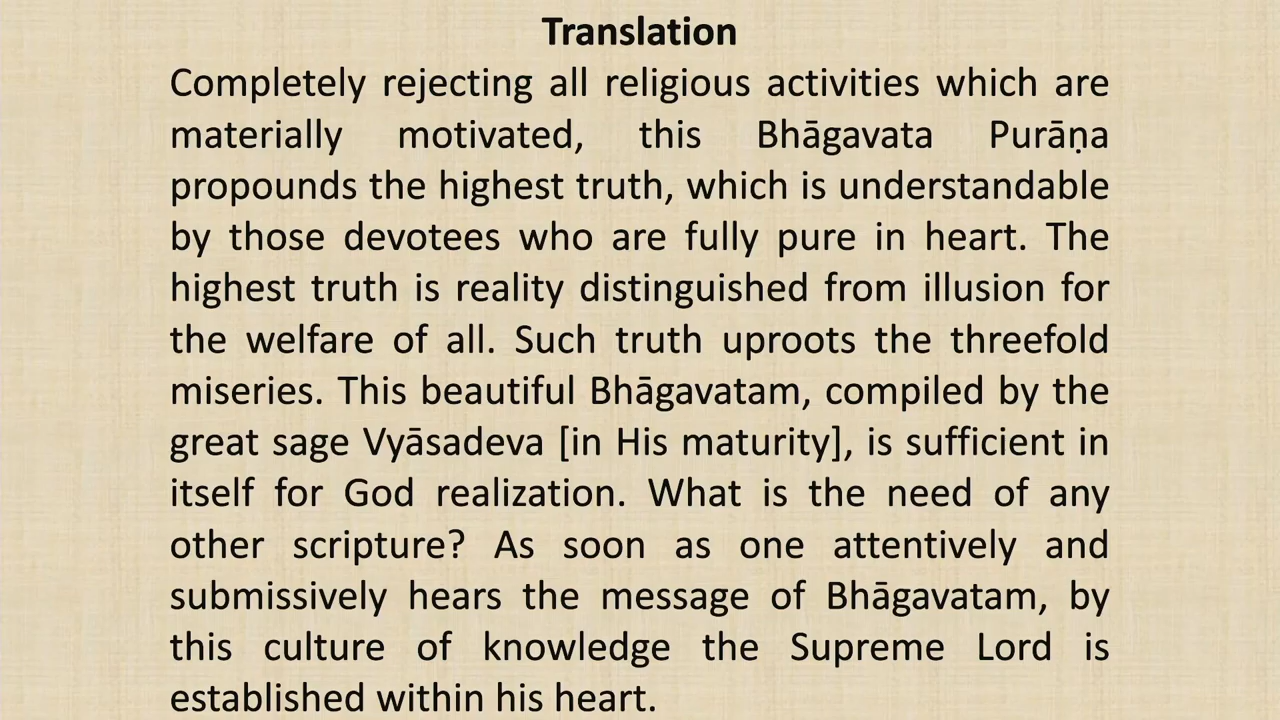 Translation
Completely rejecting all religious activities which are
materially motivated, this Bhāgavata Purāṇa
propounds the highest truth, which is understandable
by those devotees who are fully pure in heart. The
highest truth is reality distinguished from illusion for
the welfare of all. Such truth uproots the threefold
miseries. This beautiful Bhāgavatam, compiled by the
great sage Vyāsadeva [in His maturity], is sufficient in
itself for God realization. What is the need of any
other scripture? As soon as one attentively and
submissively hears the message of Bhāgavatam, by
this culture of knowledge the Supreme Lord is
established within his heart.